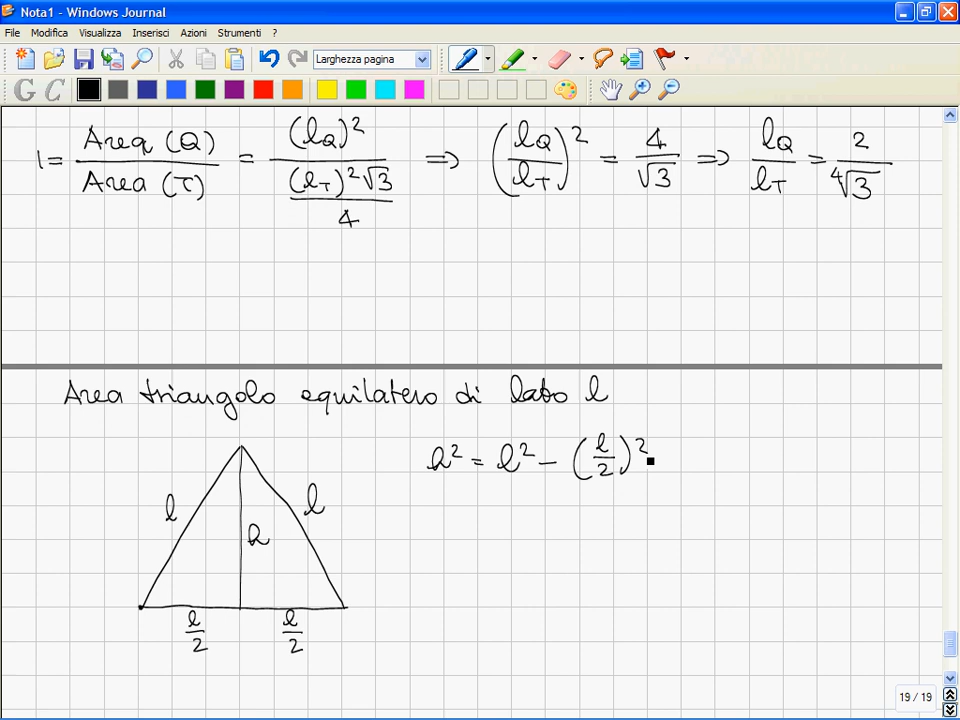 Nota1 - Windows Journal
File Modifica Visualizza Inserisci Azioni Strumenti ?
Larghezza pagina
1 = Area (Q) / Area (T) = (lQ)² / ((lT)²√3 / 4) => (lQ / lT)² = 4 / √3 => lQ / lT = 2 / ⁴√3
Area triangolo equilatero di lato l
h² = l² - (l/2)²
l l
h
l/2 l/2
19 / 19